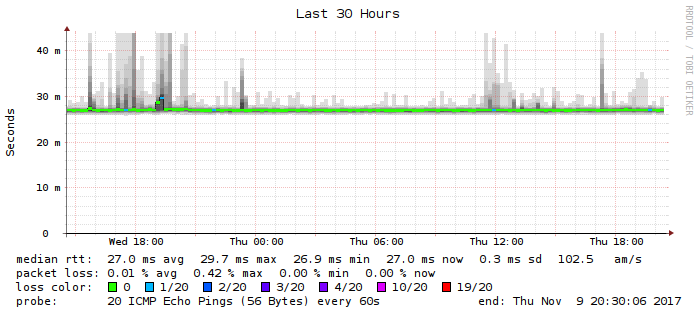 Last 30 Hours
RRDTOOL / TOBI OETIKER
Seconds
40 m
30 m
20 m
10 m
0
Wed 18:00 Thu 00:00 Thu 06:00 Thu 12:00 Thu 18:00
median rtt: 27.0 ms avg 29.7 ms max 26.9 ms min 27.0 ms now 0.3 ms sd 102.5 am/s
packet loss: 0.01 % avg 0.42 % max 0.00 % min 0.00 % now
loss color: 0 1/20 2/20 3/20 4/20 10/20 19/20
probe: 20 ICMP Echo Pings (56 Bytes) every 60s end: Thu Nov 9 20:30:06 2017